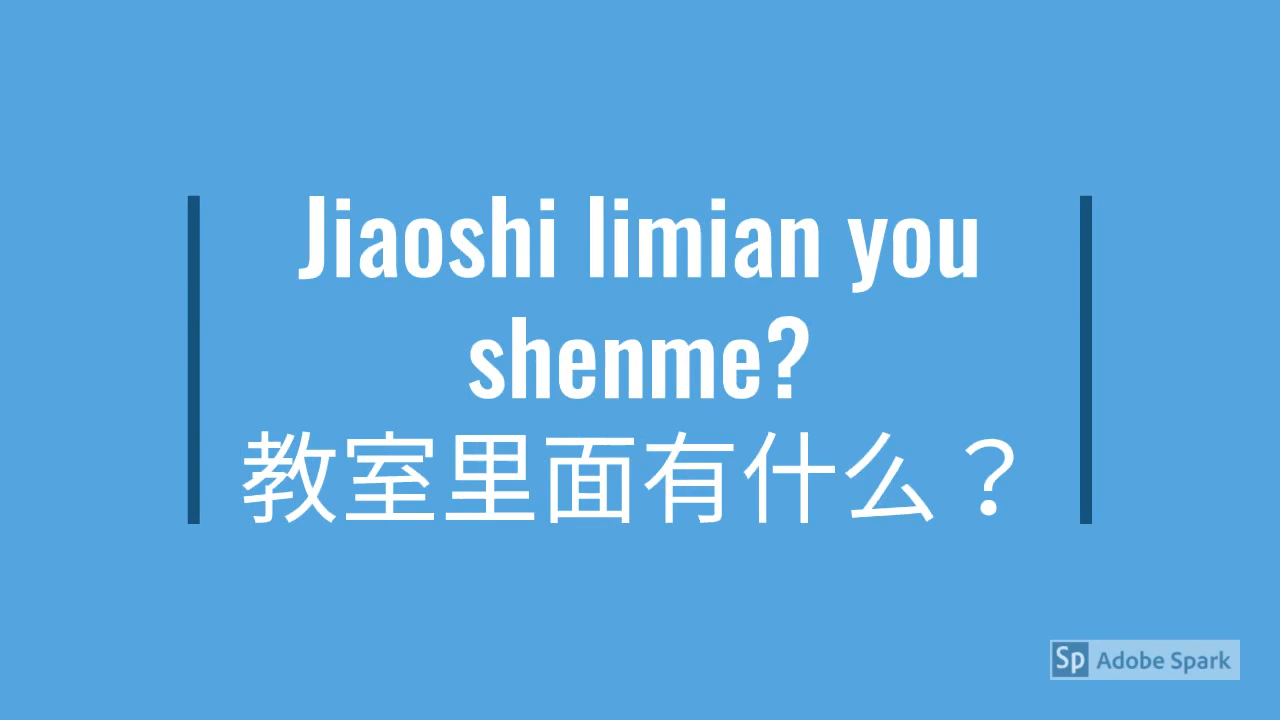 Jiaoshi limian you
shenme?
教室里面有什么？
Sp Adobe Spark